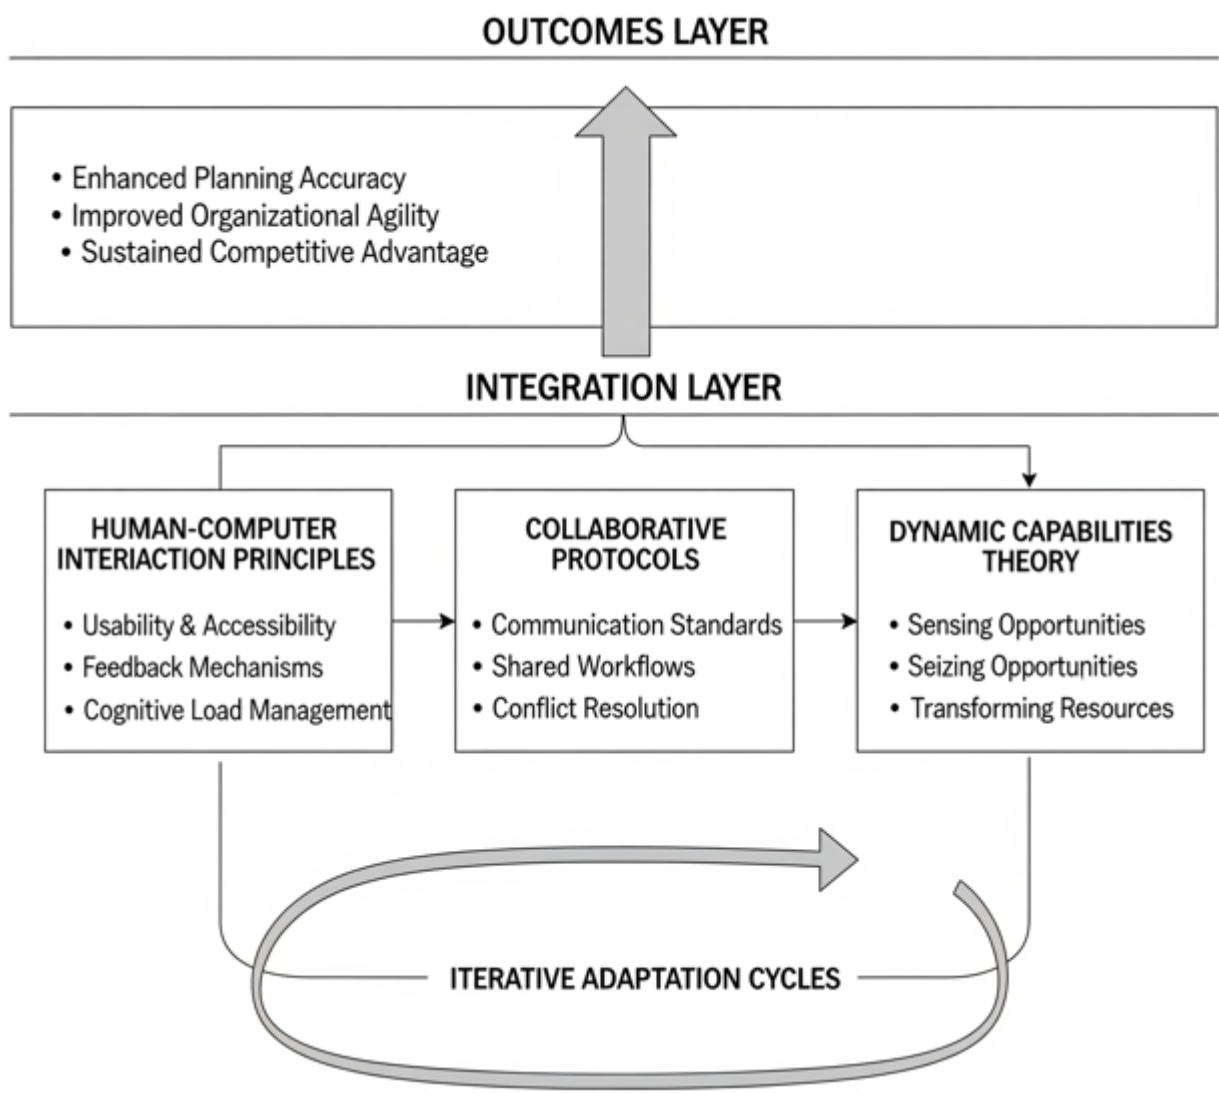 OUTCOMES LAYER
• Enhanced Planning Accuracy
• Improved Organizational Agility
• Sustained Competitive Advantage
INTEGRATION LAYER
HUMAN-COMPUTER
INTERIACTION PRINCIPLES
• Usability & Accessibility
• Feedback Mechanisms
• Cognitive Load Management
COLLABORATIVE
PROTOCOLS
• Communication Standards
• Shared Workflows
• Conflict Resolution
DYNAMIC CAPABILITIES
THEORY
• Sensing Opportunities
• Seizing Opportunities
• Transforming Resources
ITERATIVE ADAPTATION CYCLES